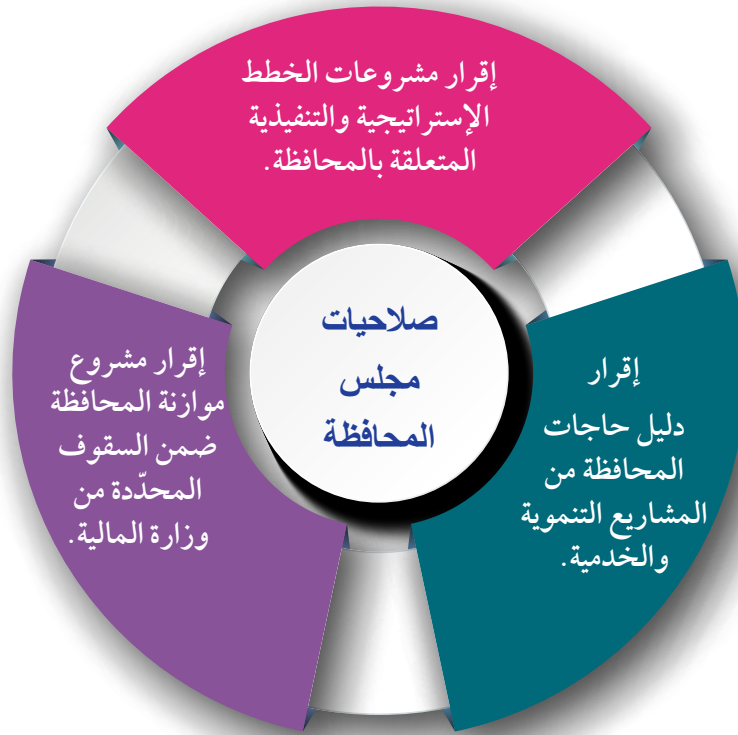 إقرار مشروعات الخطط
الإستراتيجية والتنفيذية
المتعلقة بالمحافظة.
صلاحيات
مجلس
المحافظة
إقرار
دليل حاجات
المحافظة من
المشاريع التنموية
والخدمية.
إقرار مشروع
موازنة المحافظة
ضمن السقوف
المحدّدة من
وزارة المالية.